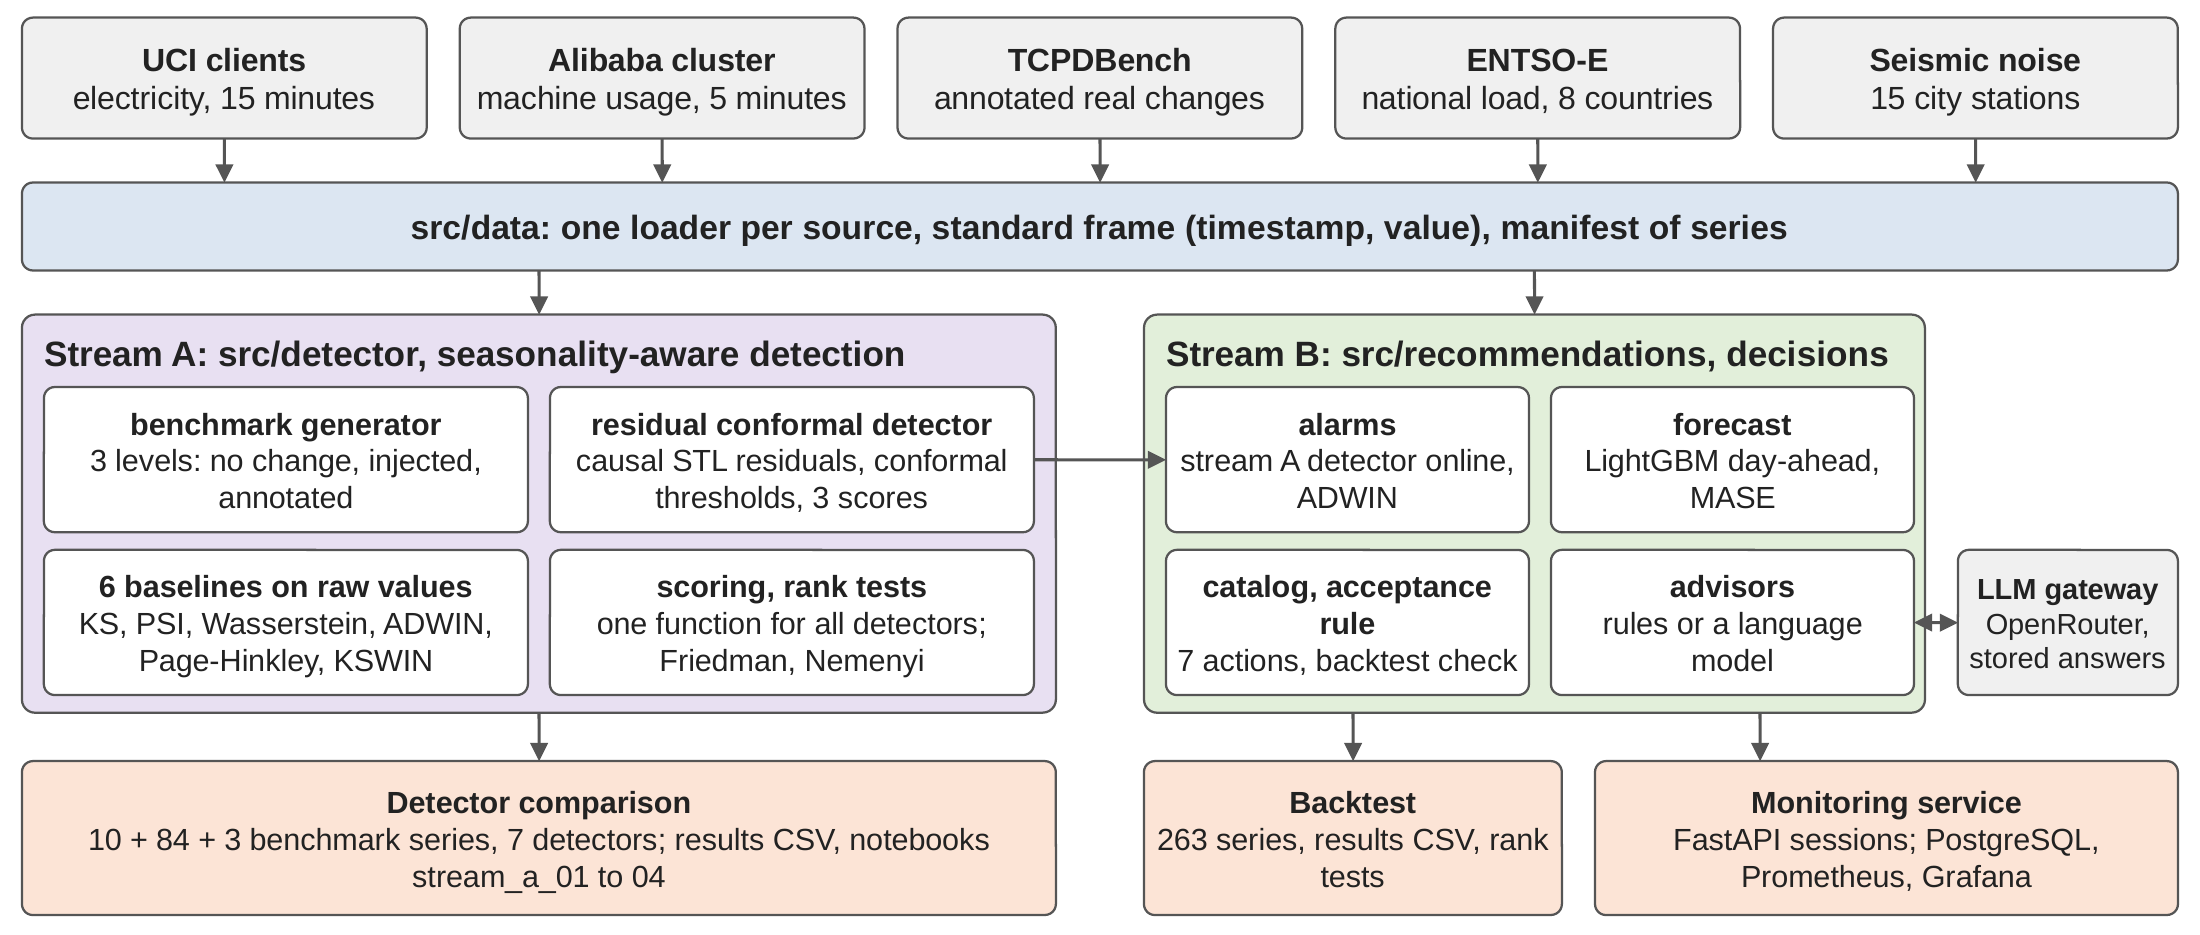 UCI clients
electricity, 15 minutes
Alibaba cluster
machine usage, 5 minutes
TCPDBench
annotated real changes
ENTSO-E
national load, 8 countries
Seismic noise
15 city stations
src/data: one loader per source, standard frame (timestamp, value), manifest of series
Stream A: src/detector, seasonality-aware detection
benchmark generator
3 levels: no change, injected,
annotated
residual conformal detector
causal STL residuals, conformal
thresholds, 3 scores
6 baselines on raw values
KS, PSI, Wasserstein, ADWIN,
Page-Hinkley, KSWIN
scoring, rank tests
one function for all detectors;
Friedman, Nemenyi
Stream B: src/recommendations, decisions
alarms
stream A detector online,
ADWIN
forecast
LightGBM day-ahead,
MASE
catalog, acceptance
rule
7 actions, backtest check
advisors
rules or a language
model
LLM gateway
OpenRouter,
stored answers
Detector comparison
10 + 84 + 3 benchmark series, 7 detectors; results CSV, notebooks
stream_a_01 to 04
Backtest
263 series, results CSV, rank
tests
Monitoring service
FastAPI sessions; PostgreSQL,
Prometheus, Grafana